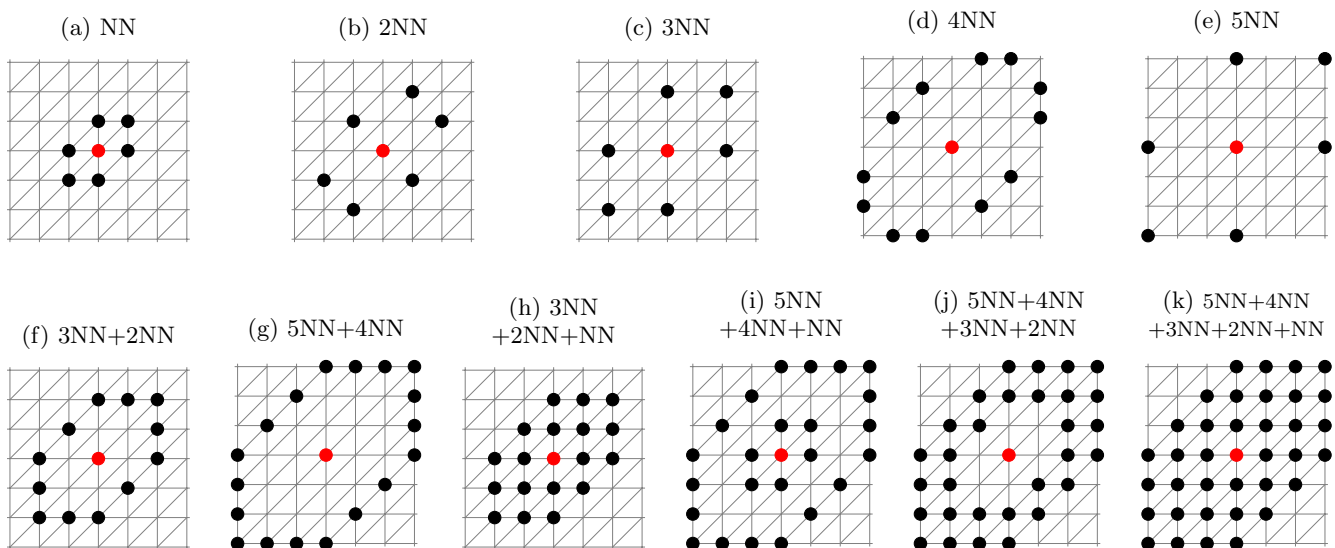 (a) NN
(b) 2NN
(c) 3NN
(d) 4NN
(e) 5NN
(f) 3NN+2NN
(g) 5NN+4NN
(h) 3NN
+2NN+NN
(i) 5NN
+4NN+NN
(j) 5NN+4NN
+3NN+2NN
(k) 5NN+4NN
+3NN+2NN+NN